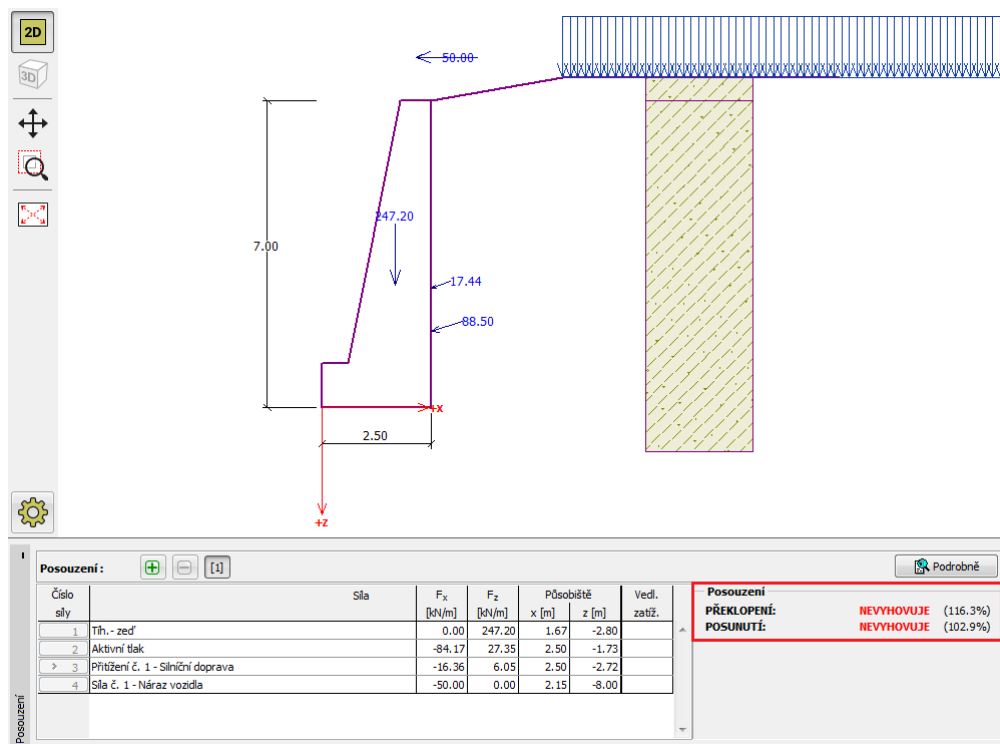 2D
3D
50.00
247.20
7.00
17.44
88.50
+x
2.50
+z
Posouzení :
[1]
Podrobně
Číslo síly
Síla
Fx [kN/m]
Fz [kN/m]
Působiště
x [m]
z [m]
Vedl. zatíž.
1 Tíh.- zeď 0.00 247.20 1.67 -2.80
2 Aktivní tlak -84.17 27.35 2.50 -1.73
> 3 Přitížení č. 1 - Silniční doprava -16.36 6.05 2.50 -2.72
4 Síla č. 1 - Náraz vozidla -50.00 0.00 2.15 -8.00
Posouzení
PŘEKLOPENÍ: NEVYHOVUJE (116.3%)
POSUNUTÍ: NEVYHOVUJE (102.9%)
Posouzení